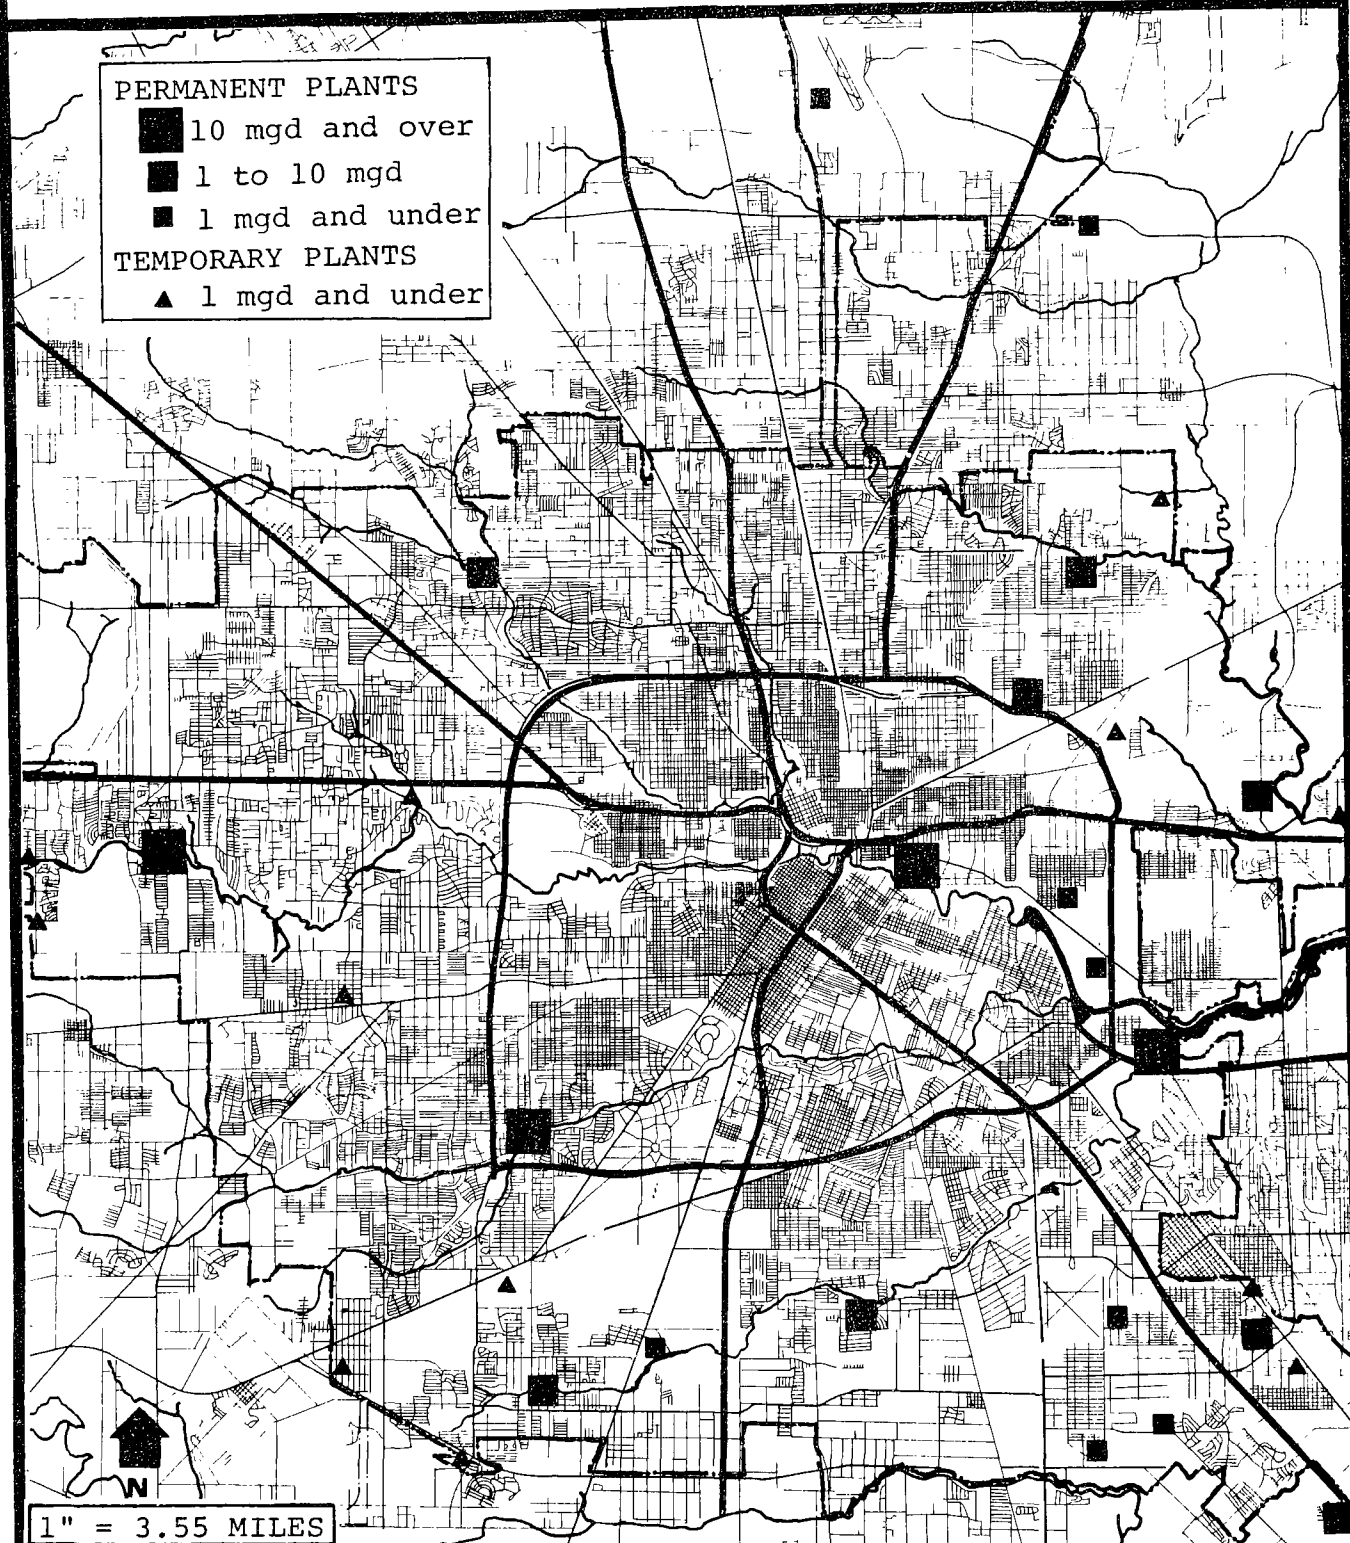 PERMANENT PLANTS
10 mgd and over
1 to 10 mgd
1 mgd and under
TEMPORARY PLANTS
1 mgd and under
N
1" = 3.55 MILES